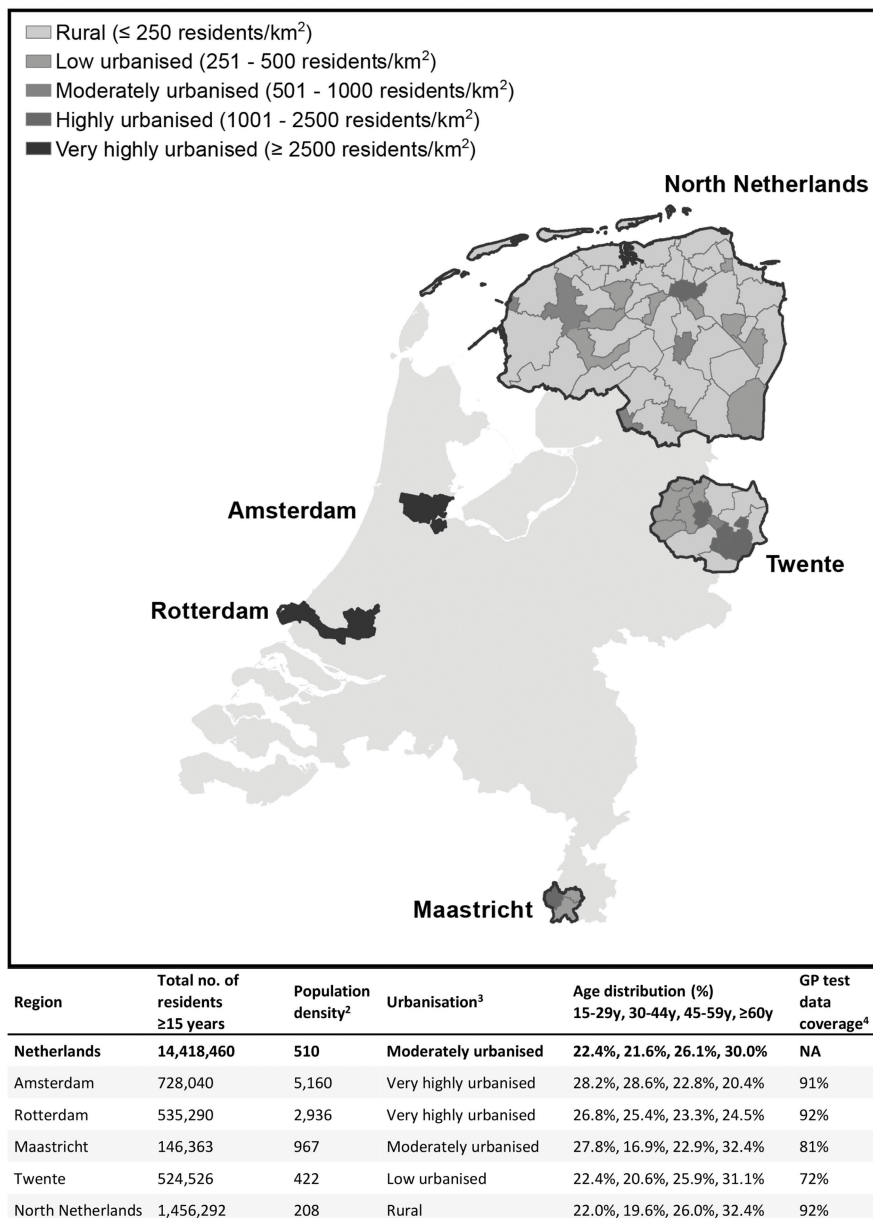 Rural (≤ 250 residents/km²)
Low urbanised (251 - 500 residents/km²)
Moderately urbanised (501 - 1000 residents/km²)
Highly urbanised (1001 - 2500 residents/km²)
Very highly urbanised (≥ 2500 residents/km²)
North Netherlands
Amsterdam
Twente
Rotterdam
Maastricht
Region Total no. of residents ≥15 years Population density² Urbanisation³ Age distribution (%) 15-29y, 30-44y, 45-59y, ≥60y GP test data coverage⁴
Netherlands 14,418,460 510 Moderately urbanised 22.4%, 21.6%, 26.1%, 30.0% NA
Amsterdam 728,040 5,160 Very highly urbanised 28.2%, 28.6%, 22.8%, 20.4% 91%
Rotterdam 535,290 2,936 Very highly urbanised 26.8%, 25.4%, 23.3%, 24.5% 92%
Maastricht 146,363 967 Moderately urbanised 27.8%, 16.9%, 22.9%, 32.4% 81%
Twente 524,526 422 Low urbanised 22.4%, 20.6%, 25.9%, 31.1% 72%
North Netherlands 1,456,292 208 Rural 22.0%, 19.6%, 26.0%, 32.4% 92%